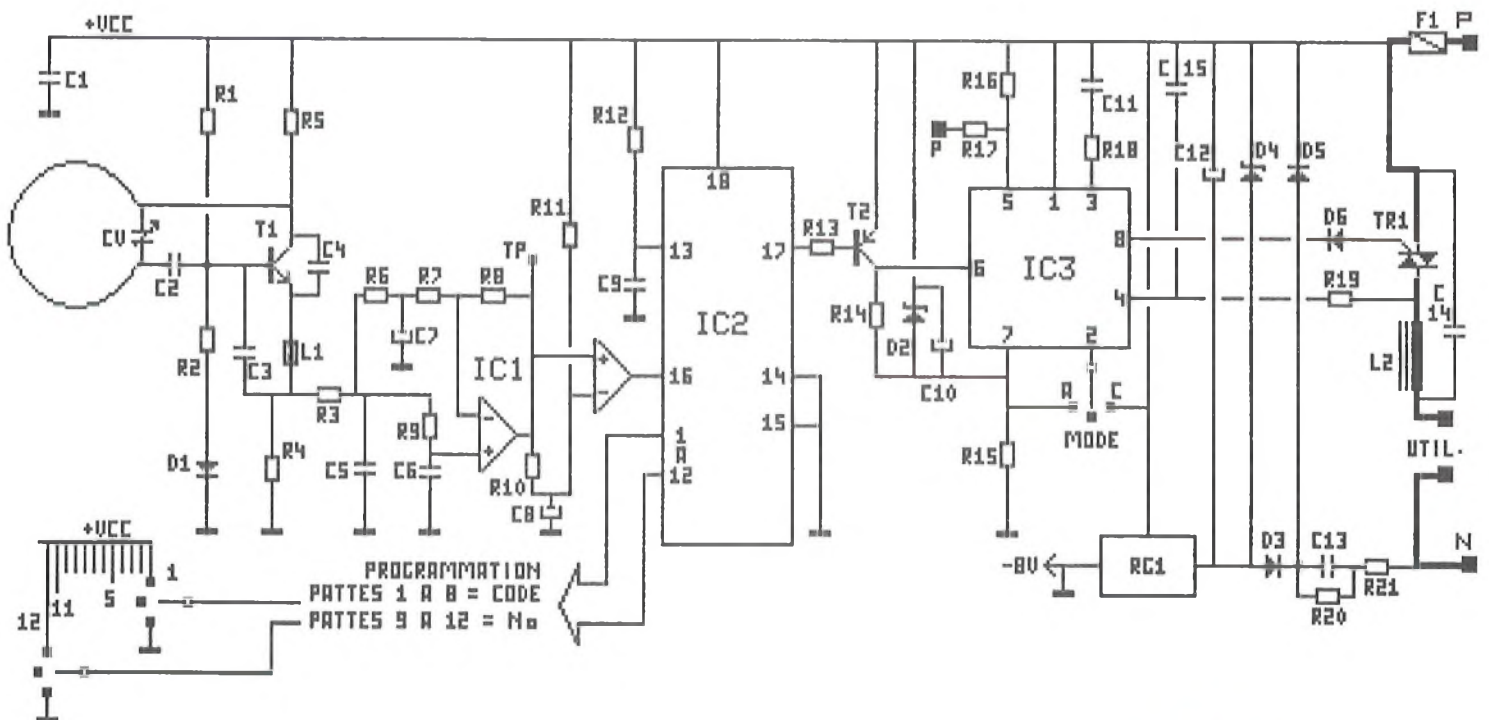 +VCC
F1 P
C1
R1
R5
R16
C11
C 15
R12
P
R17
R18
C12
D4
D5
18
5
1
3
CV
T1
C4
R11
T2
D6
TR1
TP
13
R13
17
8
C2
R6
R7
R8
C9
6
IC3
R19
4
C 14
IC2
R14
D2
R2
C3
L1
C7
IC1
7
2
L2
16
14
C10
R3
R9
A C
15
MODE
D1
R4
C5
C6
1
A
12
R15
UTIL.
R10
C8
+VCC
1
5
11
12
PROGRAMMATION
PATTES 1 A 8 = CODE
PATTES 9 A 12 = No
-8V
RG1
D3
C13
N
R21
R20